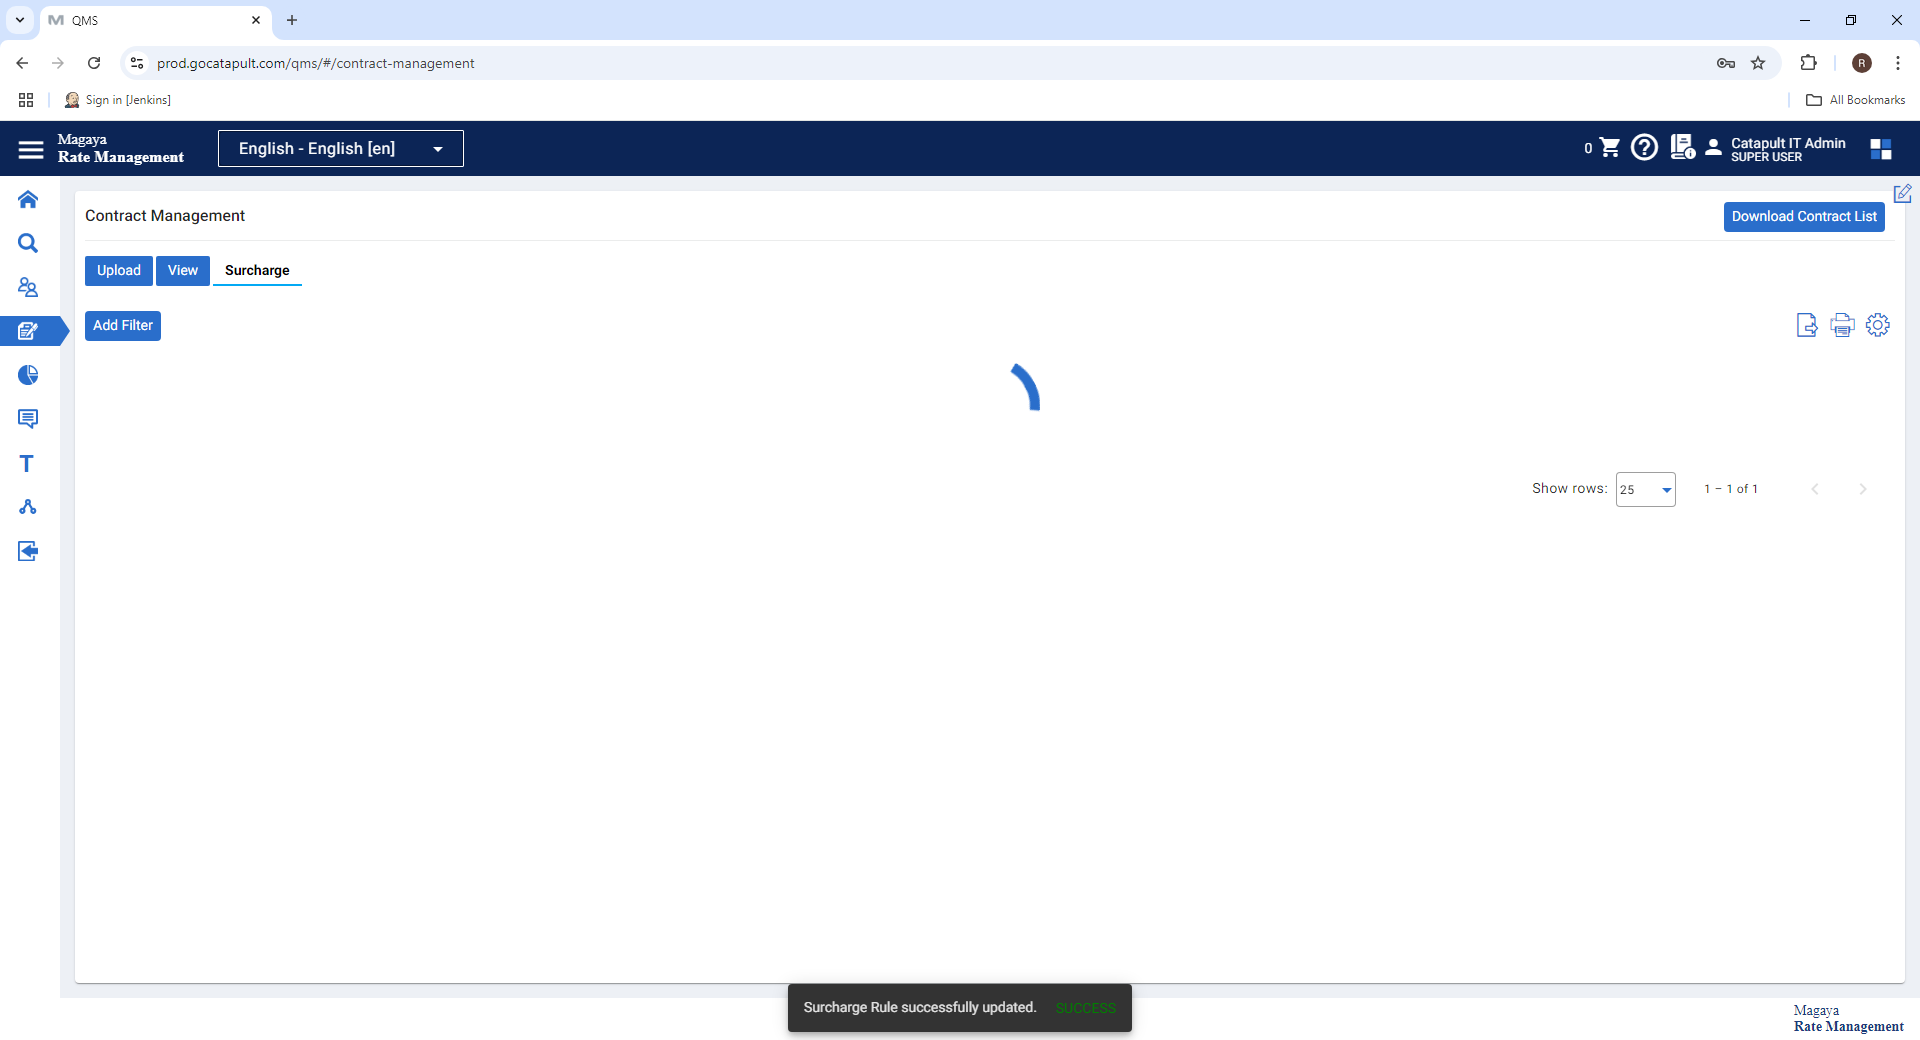 QMS
prod.gocatapult.com/qms/#/contract-management
R
Sign in [Jenkins]
All Bookmarks
Magaya
Rate Management
English - English [en]
0
Catapult IT Admin
SUPER USER
Contract Management
Download Contract List
Upload
View
Surcharge
Add Filter
T
Show rows:
25
1 – 1 of 1
Surcharge Rule successfully updated.
SUCCESS
Magaya
Rate Management